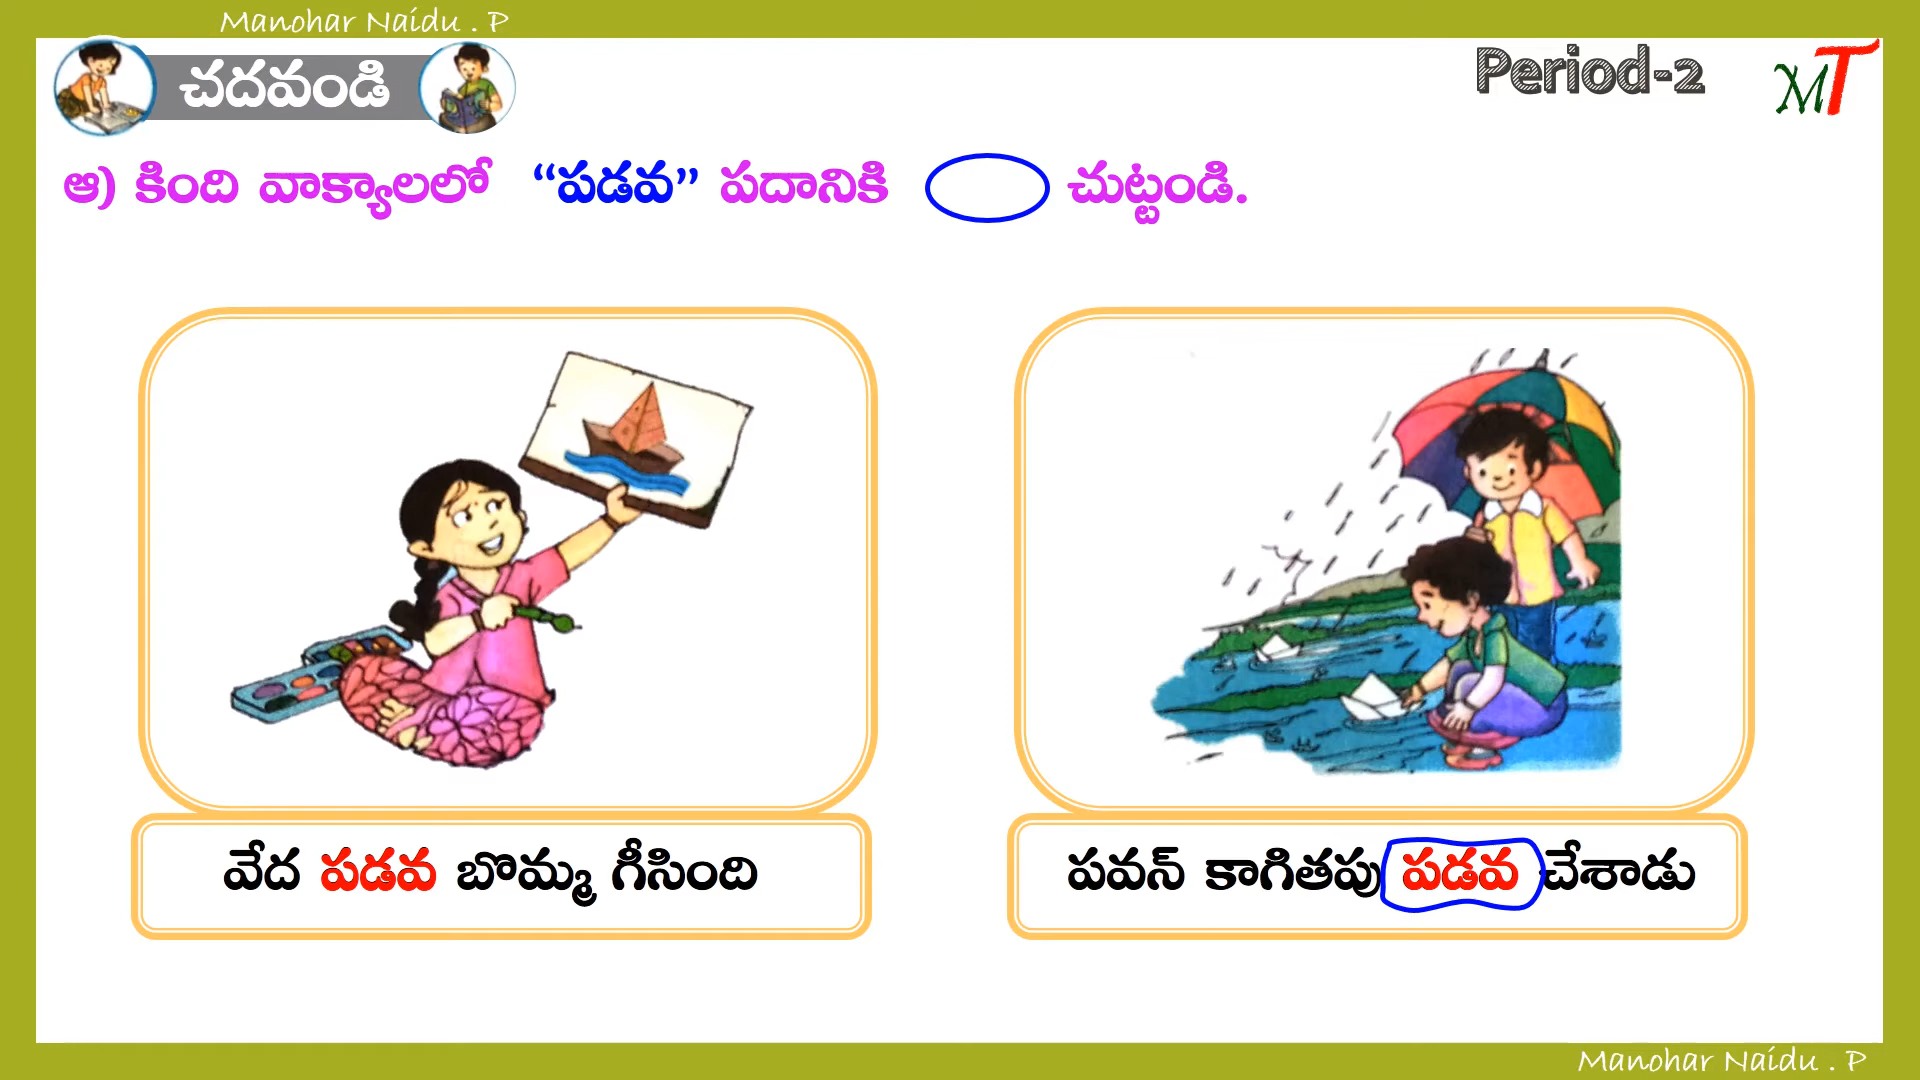 Manohar Naidu . P
చదవండి
Period-2
MT
ఆ) కింది వాక్యాలలో “పడవ” పదానికి చుట్టండి.
వేద పడవ బొమ్మ గీసింది
పవన్ కాగితపు పడవ చేశాడు
Manohar Naidu . P